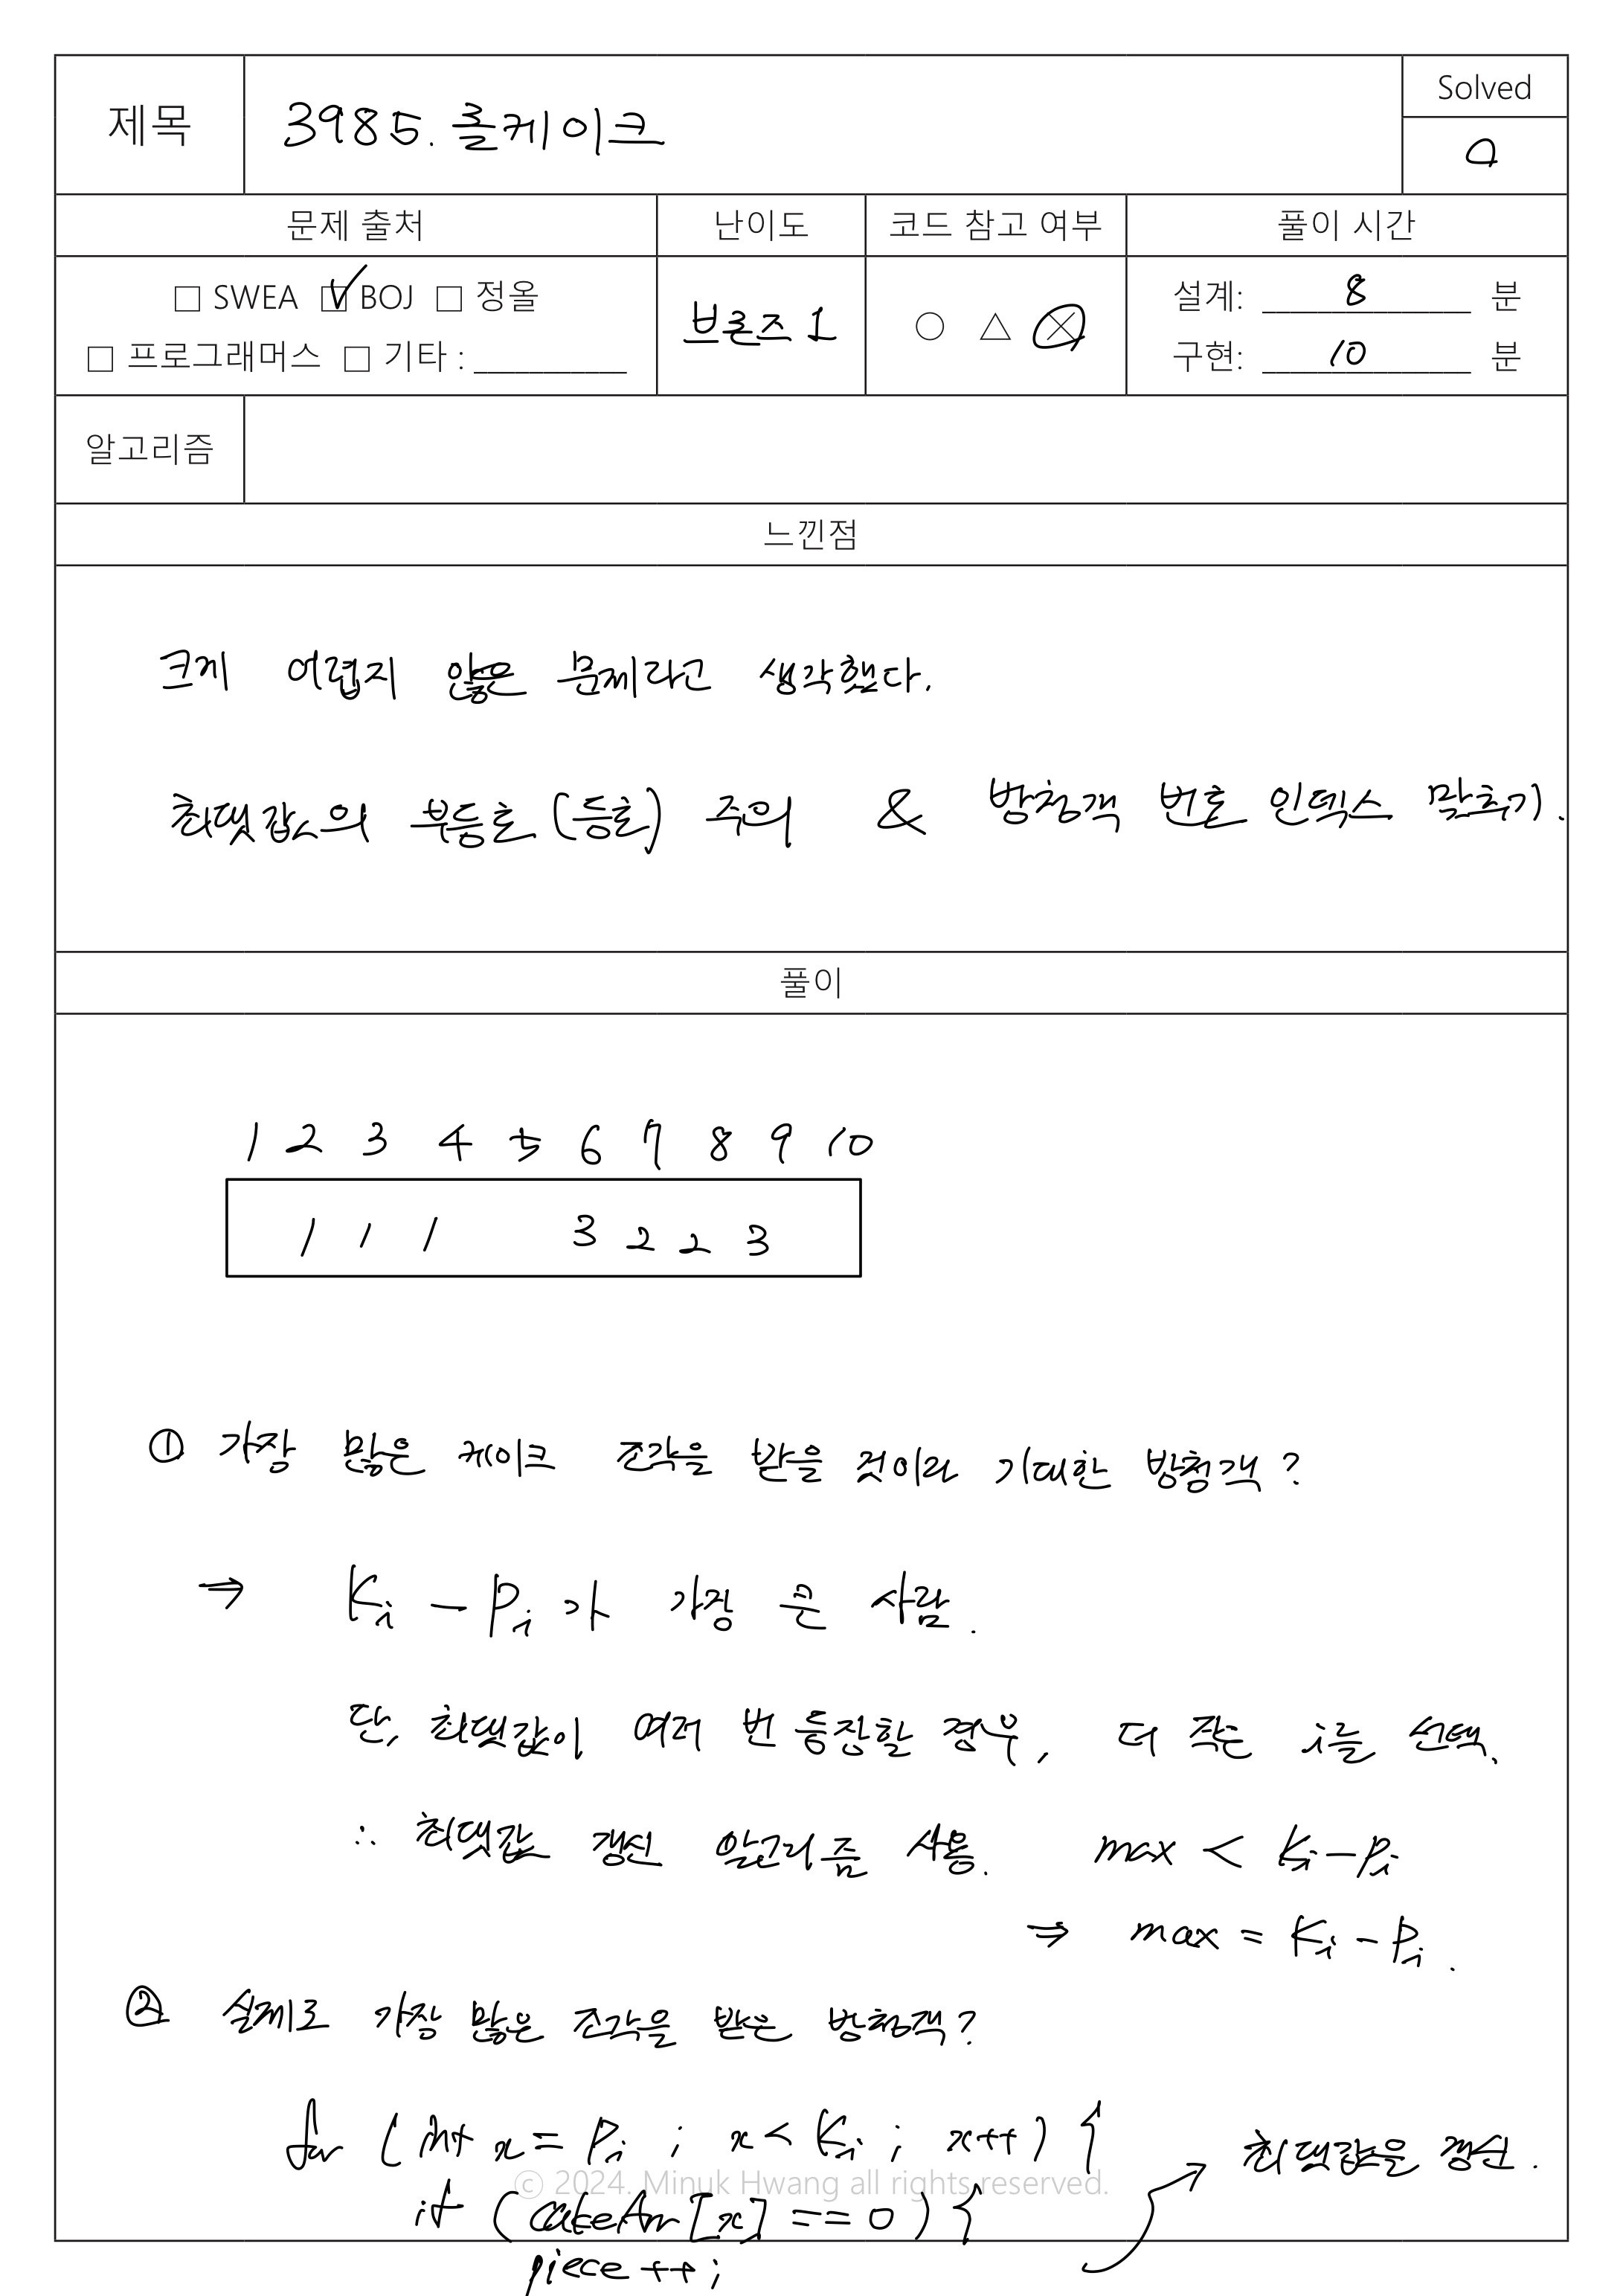 제목 3985. 롤케이크 Solved
O
문제 출처 난이도 코드 참고 여부 풀이 시간
□ SWEA ☑ BOJ □ 정올
□ 프로그래머스 □ 기타 : ___________
브론즈 1
○ △ ⓧ
설계: 8 분
구현: 10 분
알고리즘
느낀점
크게 어렵지 않은 문제라고 생각했다.
최댓값의 부등호(등호) 주의 & 방청객 번호 인덱스 맞추기.
풀이
1 2 3 4 5 6 7 8 9 10
1 1 1 3 2 2 3
① 가장 많은 케이크 조각을 받을 것이라 기대한 방청객?
⇒ Ki - Pi 가 가장 큰 사람.
단, 최댓값이 여러 번 등장할 경우, 더 작은 i를 선택.
∴ 최댓값 갱신 알고리즘 사용. max < Ki - Pi
⇒ max = Ki - Pi.
② 실제로 가장 많은 조각을 받은 방청객?
for (int x = Pi ; x < Ki ; x++) { 최댓값을 갱신.
© 2024. Minuk Hwang all rights reserved.
if (cakeArr[x] == 0) {
piece ++;